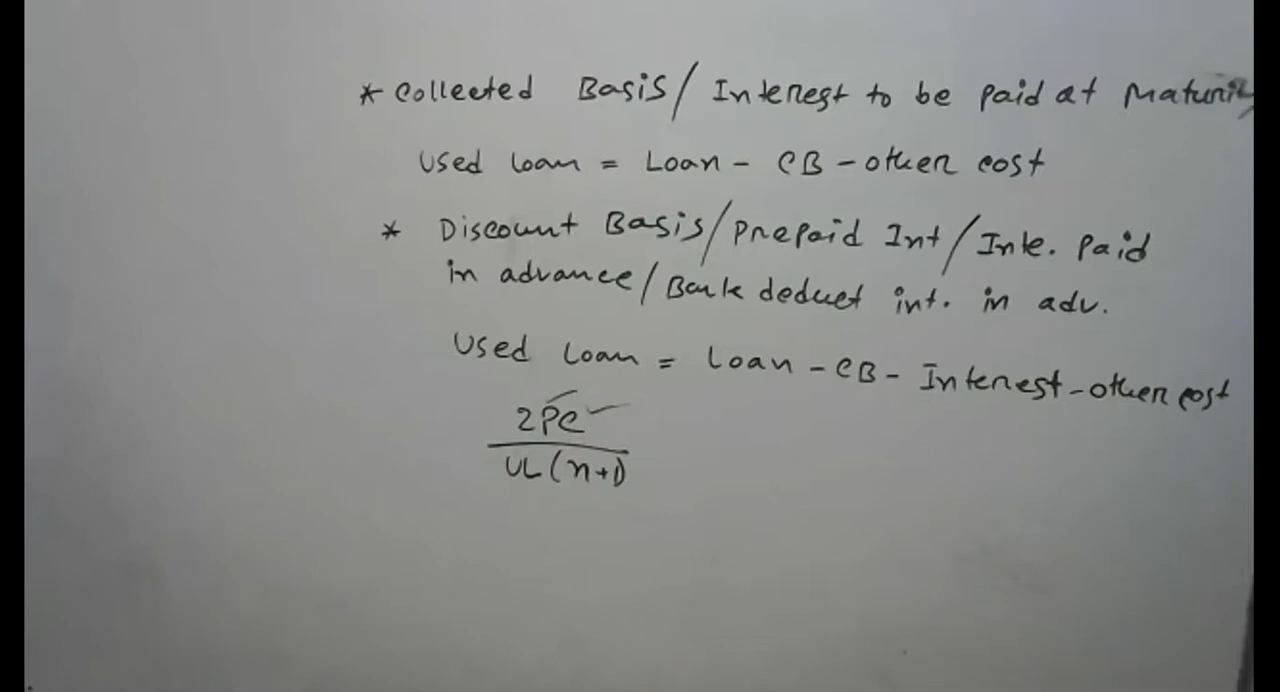 * Collected Basis/ Interest to be paid at Maturity
Used loan = Loan - CB - other cost
* Discount Basis/prepaid Int/Inte. paid
in advance/Bank deduct int. in adv.
Used loan = loan - CB - Interest - other cost
2PC
UL(n+1)